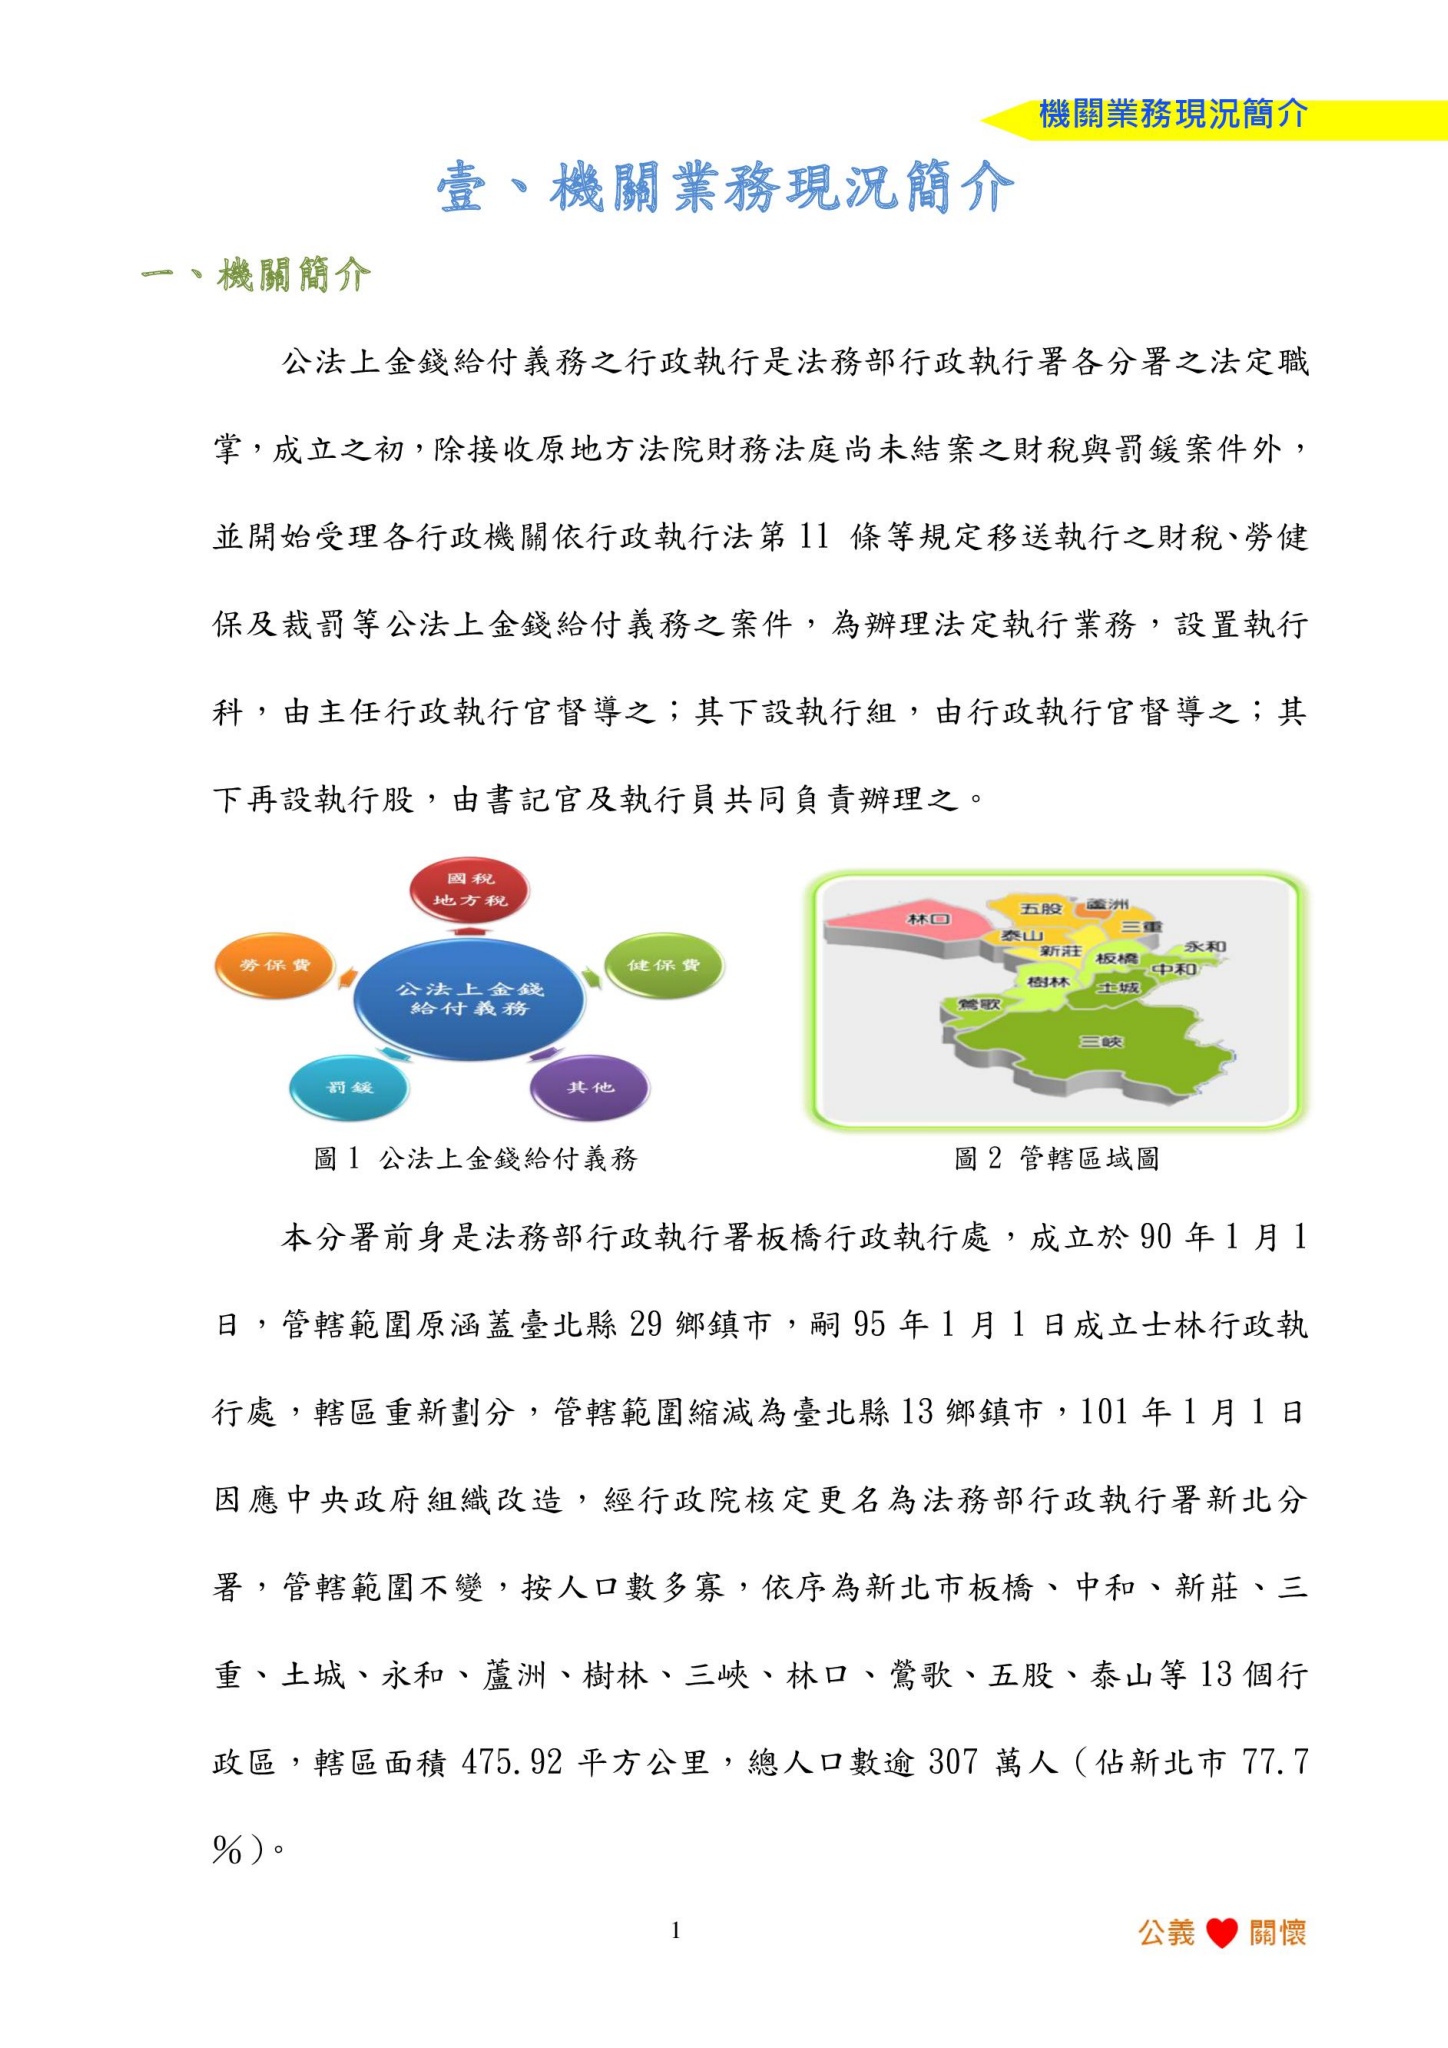 機關業務現況簡介
壹、機關業務現況簡介
一、機關簡介
公法上金錢給付義務之行政執行是法務部行政執行署各分署之法定職
掌，成立之初，除接收原地方法院財務法庭尚未結案之財稅與罰鍰案件外，
並開始受理各行政機關依行政執行法第 11 條等規定移送執行之財稅、勞健
保及裁罰等公法上金錢給付義務之案件，為辦理法定執行業務，設置執行
科，由主任行政執行官督導之；其下設執行組，由行政執行官督導之；其
下再設執行股，由書記官及執行員共同負責辦理之。
國稅
地方稅
勞保費
健保費
公法上金錢
給付義務
罰鍰
其他
林口
五股
蘆洲
三重
泰山
新莊
板橋
永和
中和
樹林
土城
鶯歌
三峽
圖 1 公法上金錢給付義務
圖 2 管轄區域圖
本分署前身是法務部行政執行署板橋行政執行處，成立於 90 年 1 月 1
日，管轄範圍原涵蓋臺北縣 29 鄉鎮市，嗣 95 年 1 月 1 日成立士林行政執
行處，轄區重新劃分，管轄範圍縮減為臺北縣 13 鄉鎮市，101 年 1 月 1 日
因應中央政府組織改造，經行政院核定更名為法務部行政執行署新北分
署，管轄範圍不變，按人口數多寡，依序為新北市板橋、中和、新莊、三
重、土城、永和、蘆洲、樹林、三峽、林口、鶯歌、五股、泰山等 13 個行
政區，轄區面積 475.92 平方公里，總人口數逾 307 萬人（佔新北市 77.7
％）。
1
公義 ♥ 關懷